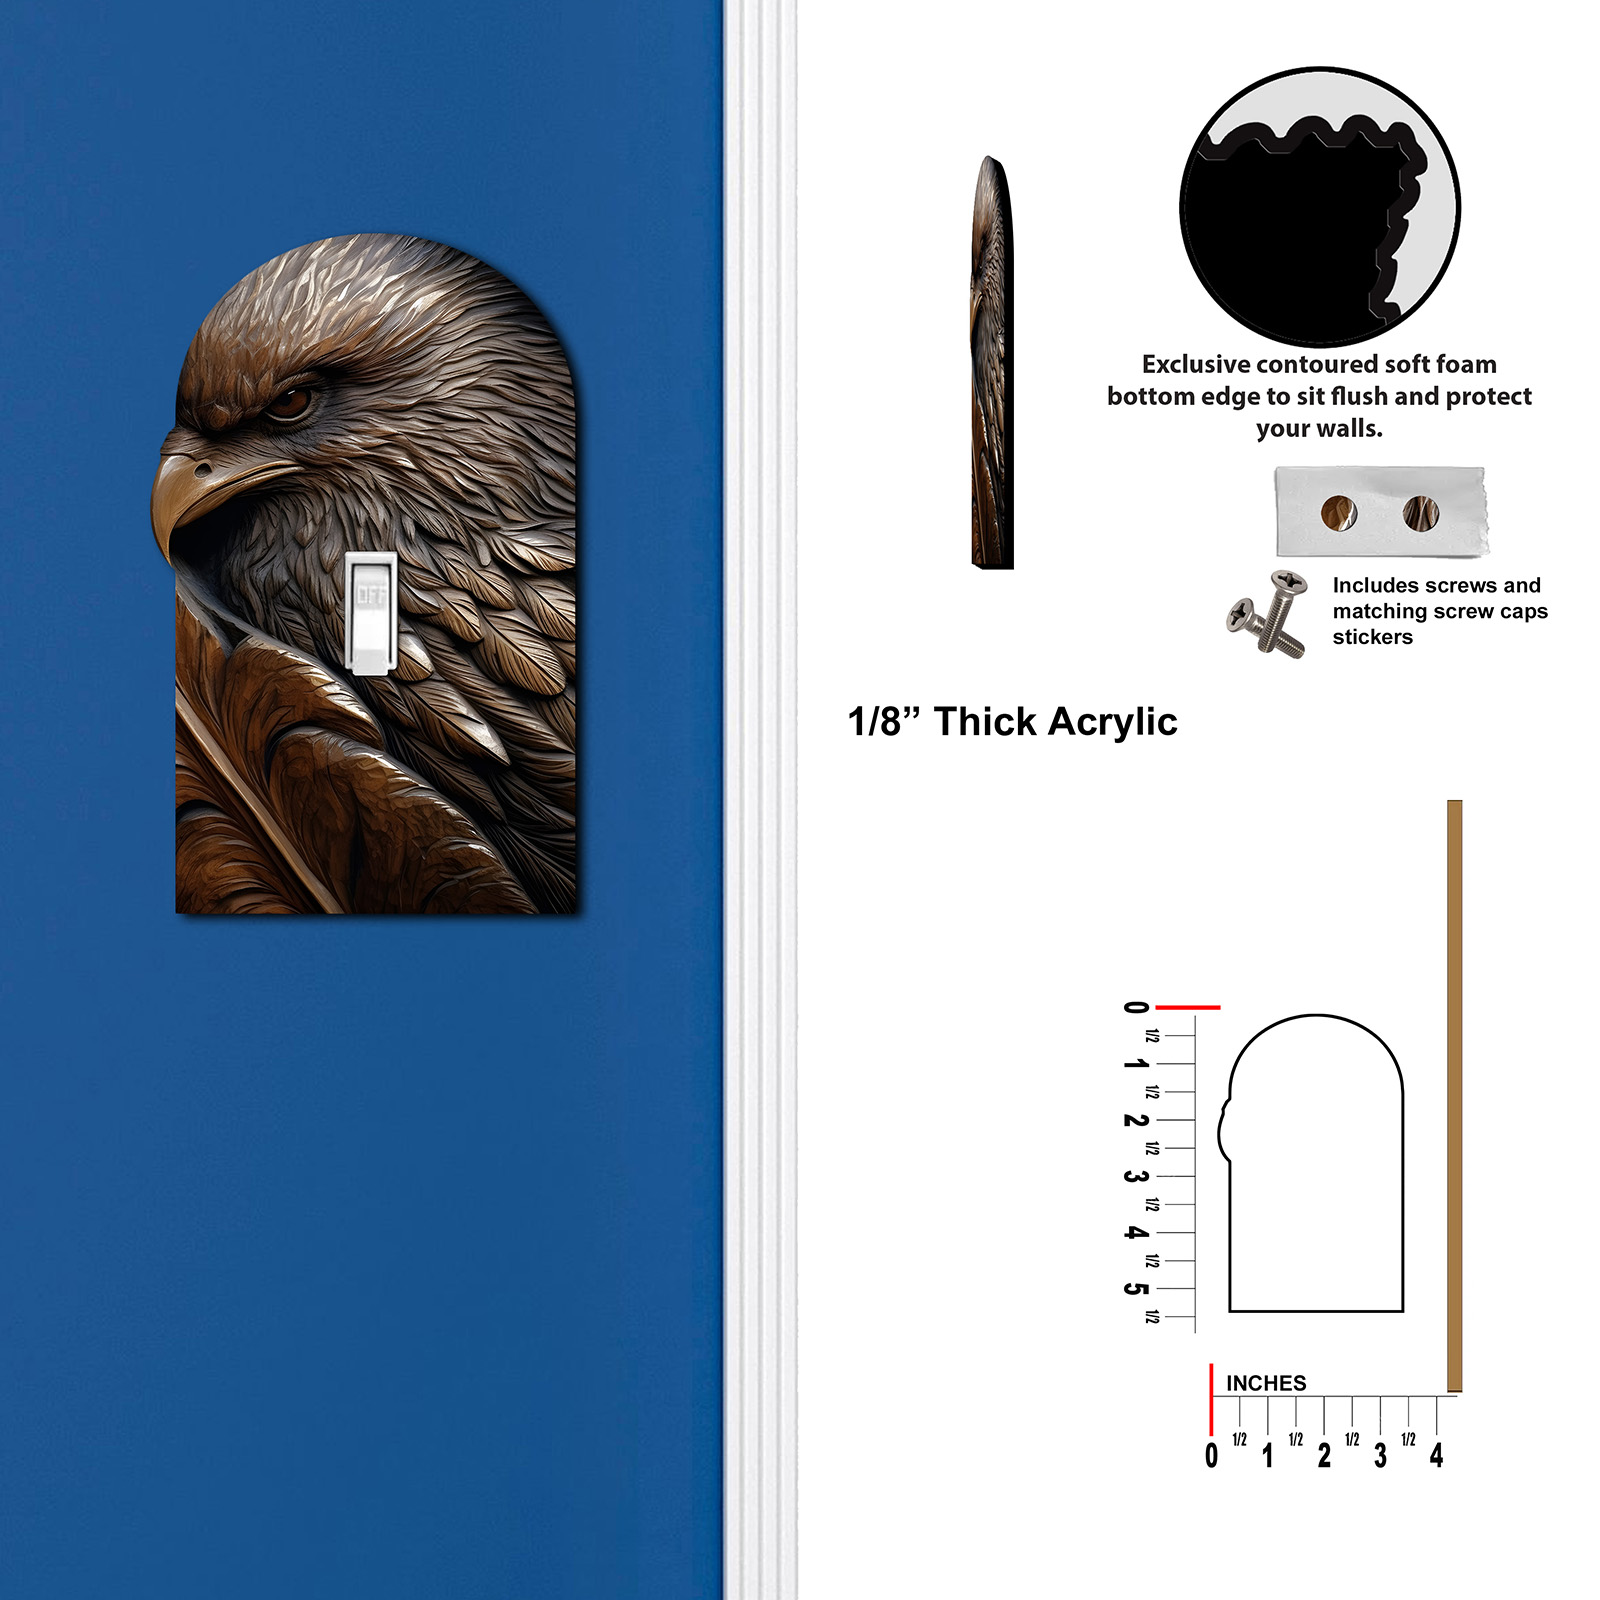 OFF
Exclusive contoured soft foam
bottom edge to sit flush and protect
your walls.
Includes screws and
matching screw caps
stickers
1/8” Thick Acrylic
0
1/2
1
1/2
2
1/2
3
1/2
4
1/2
5
1/2
INCHES
0 1/2 1 1/2 2 1/2 3 1/2 4